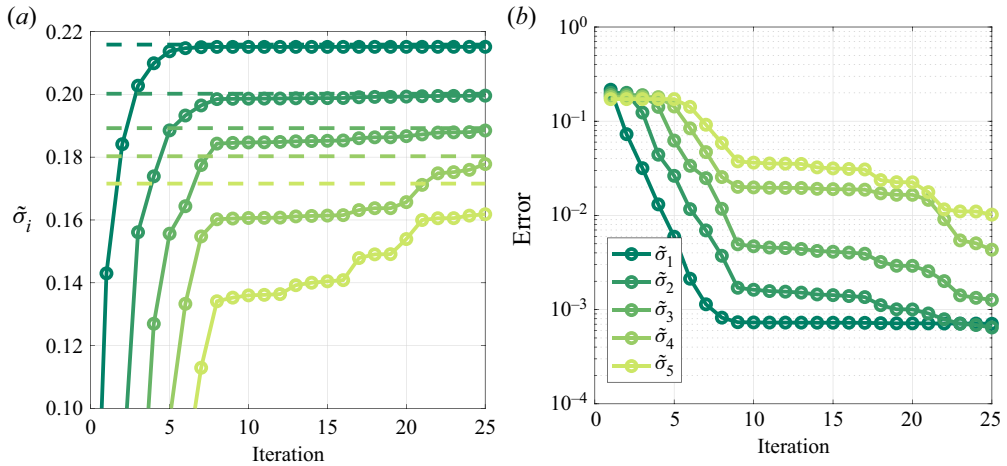 (a)
0.22
0.20
0.18
0.16
0.14
0.12
0.10
σ̃ᵢ
0 5 10 15 20 25
Iteration
(b)
10⁰
10⁻¹
10⁻²
10⁻³
10⁻⁴
Error
σ̃₁
σ̃₂
σ̃₃
σ̃₄
σ̃₅
0 5 10 15 20 25
Iteration